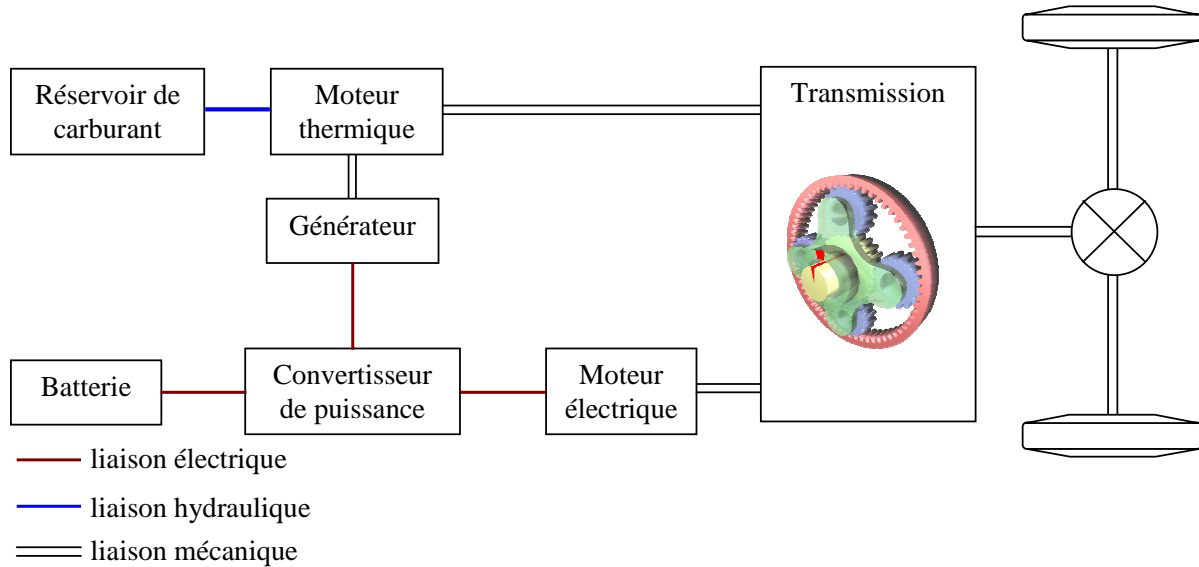 Réservoir de
carburant
Moteur
thermique
Transmission
Générateur
Batterie
Convertisseur
de puissance
Moteur
électrique
liaison électrique
liaison hydraulique
liaison mécanique